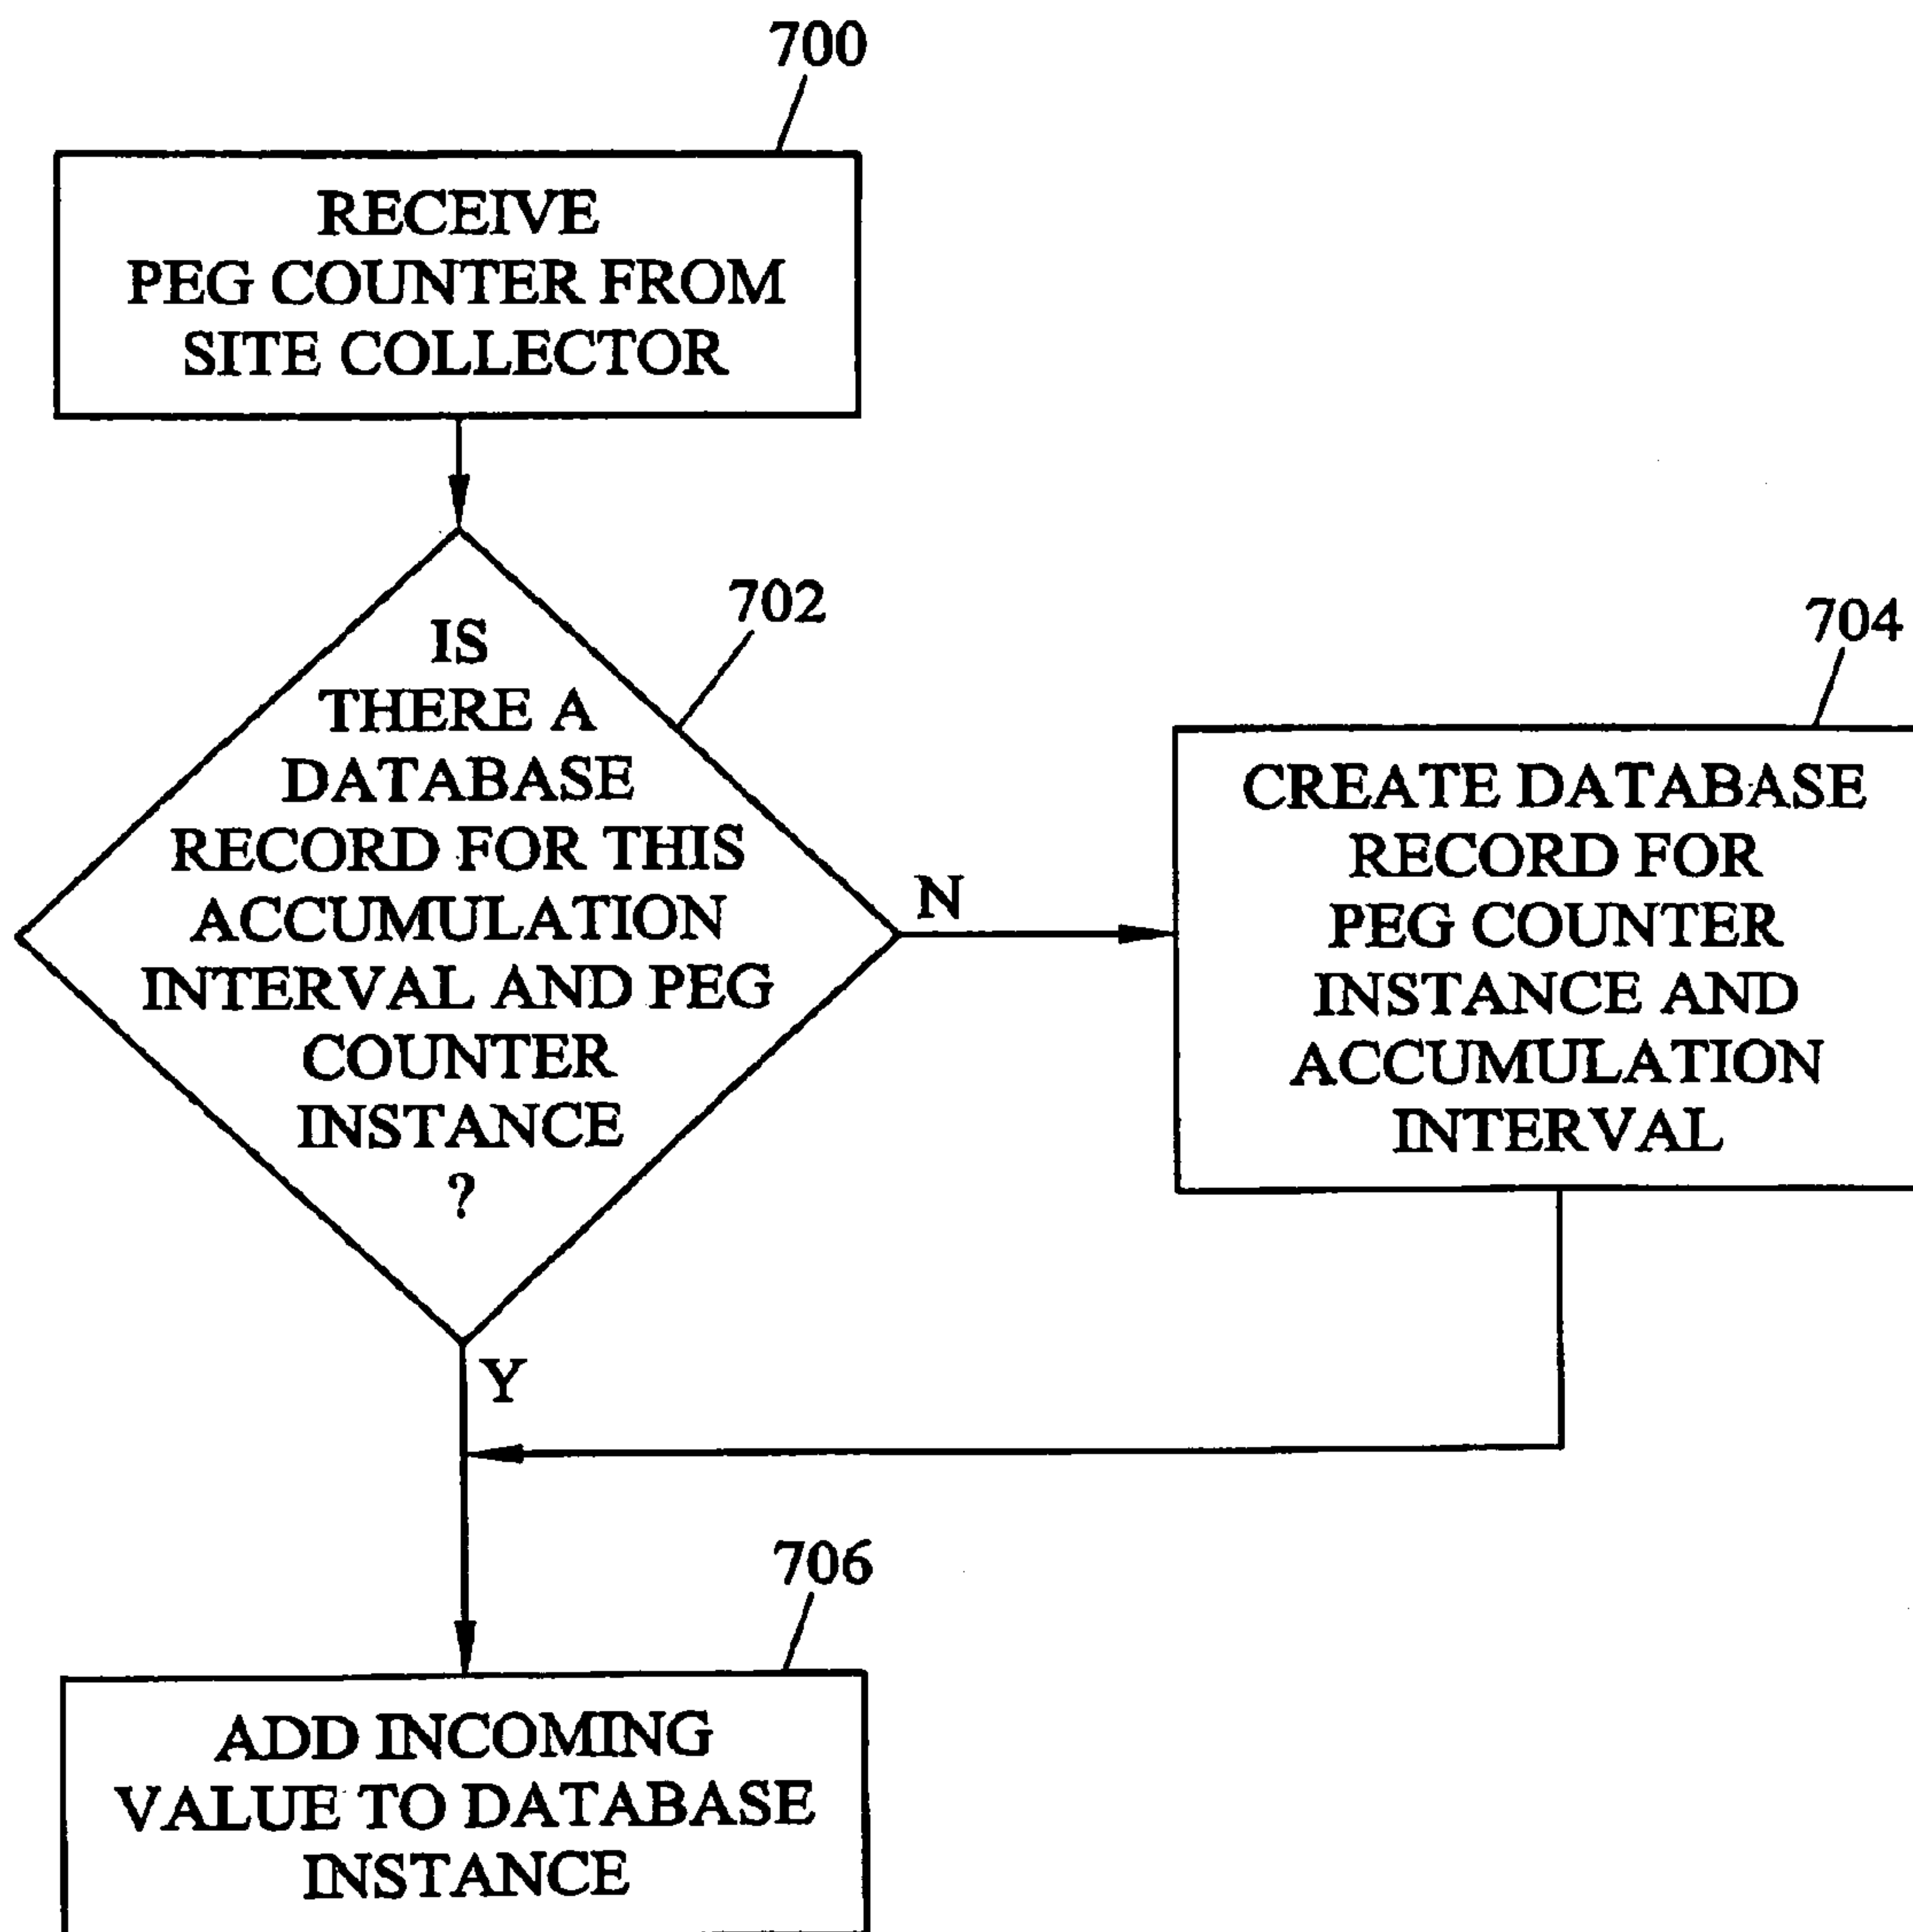 700
RECEIVE
PEG COUNTER FROM
SITE COLLECTOR
702
IS
THERE A
DATABASE
RECORD FOR THIS
ACCUMULATION
INTERVAL AND PEG
COUNTER
INSTANCE
?
N
704
CREATE DATABASE
RECORD FOR
PEG COUNTER
INSTANCE AND
ACCUMULATION
INTERVAL
Y
706
ADD INCOMING
VALUE TO DATABASE
INSTANCE